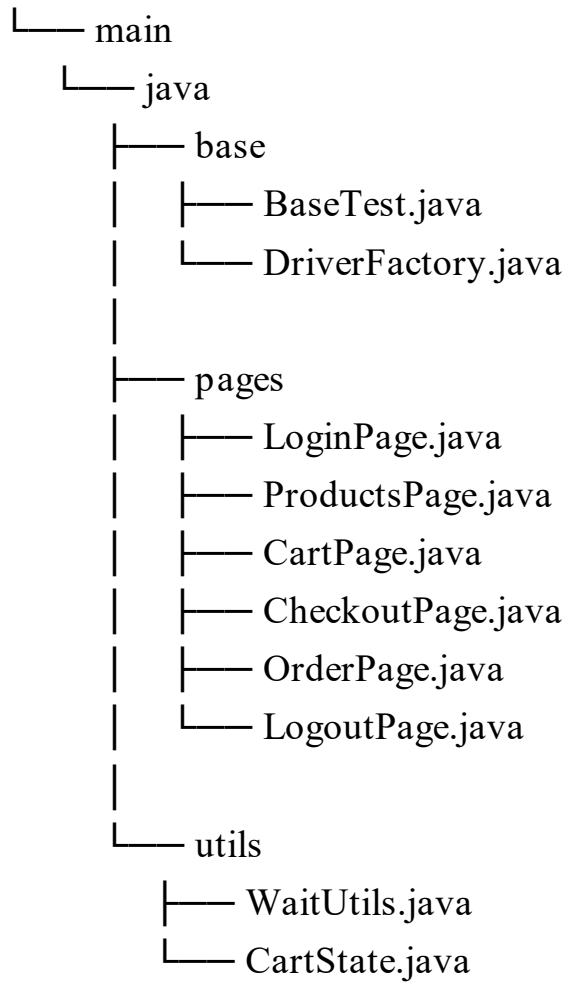 └── main
└── java
├── base
│ ├── BaseTest.java
│ └── DriverFactory.java
│
├── pages
│ ├── LoginPage.java
│ ├── ProductsPage.java
│ ├── CartPage.java
│ ├── CheckoutPage.java
│ ├── OrderPage.java
│ └── LogoutPage.java
│
└── utils
├── WaitUtils.java
└── CartState.java